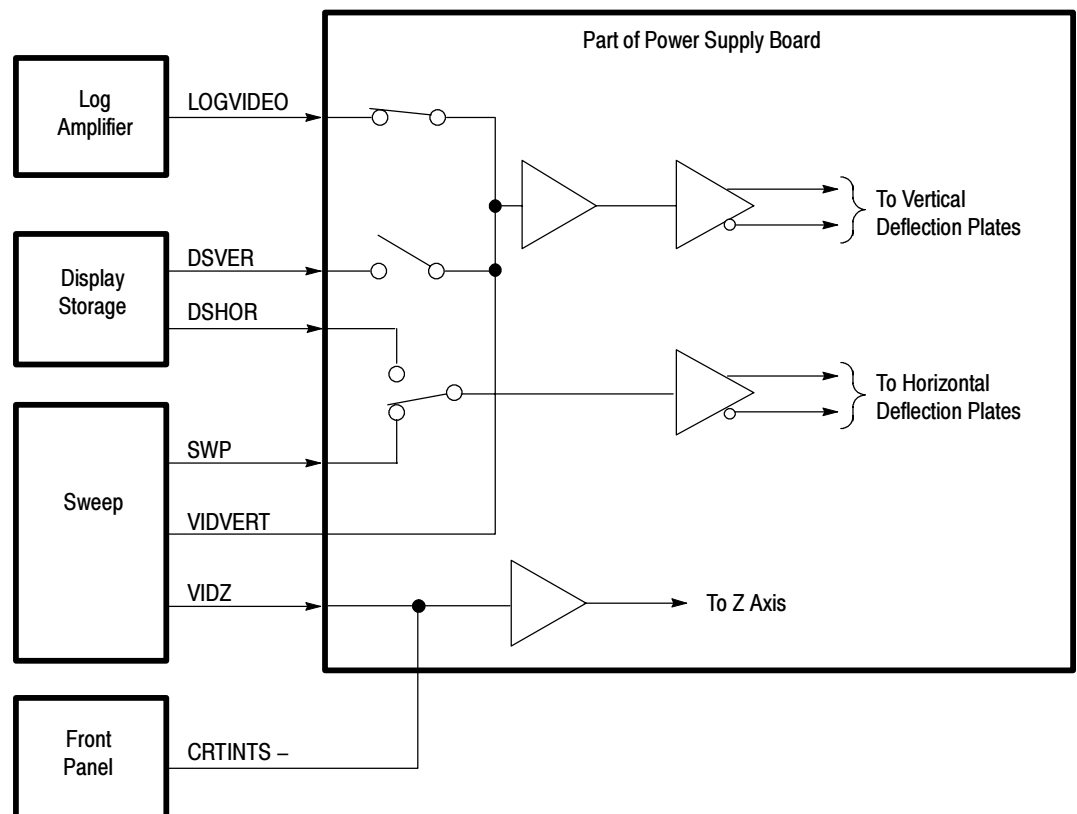 Part of Power Supply Board
Log
Amplifier
LOGVIDEO
To Vertical
Deflection Plates
Display
Storage
DSVER
DSHOR
To Horizontal
Deflection Plates
Sweep
SWP
VIDVERT
VIDZ
To Z Axis
Front
Panel
CRTINTS –